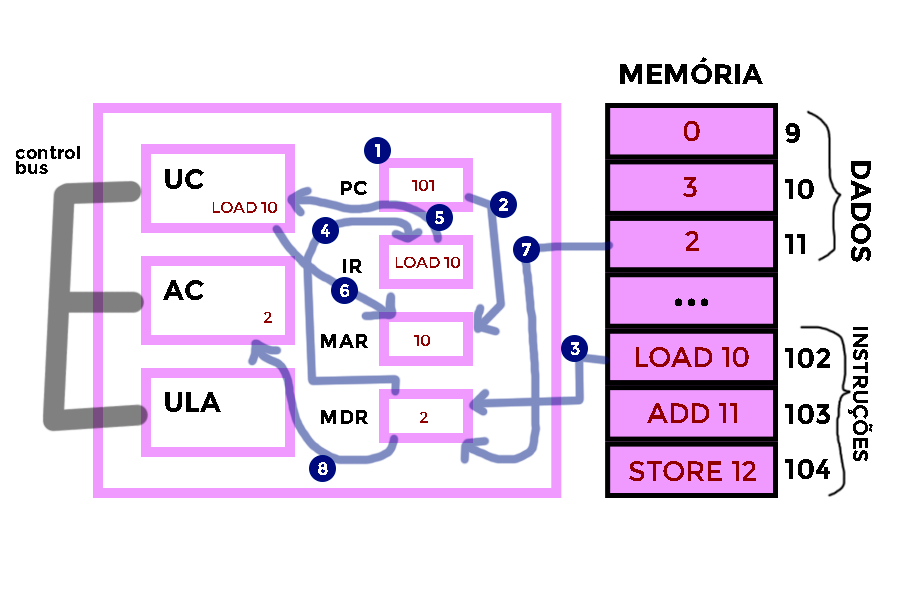 MEMÓRIA
control
bus
UC
LOAD 10
AC
2
ULA
1
PC
101
2
5
4
IR
LOAD 10
6
MAR
10
MDR
2
8
7
3
0
9
3
10
2
11
...
LOAD 10
102
ADD 11
103
STORE 12
104
DADOS
INSTRUÇÕES